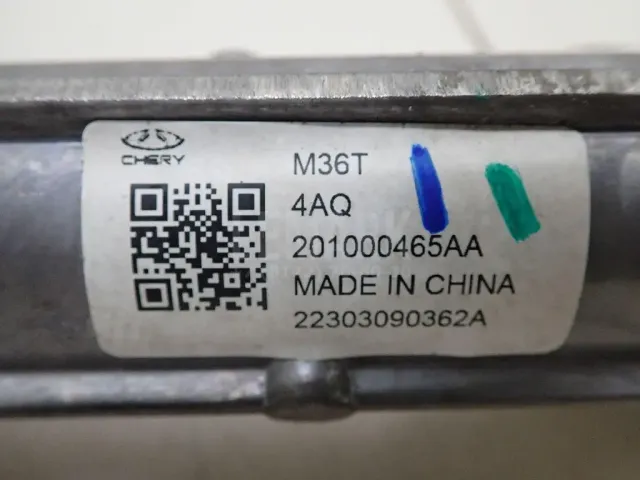 CHERY
M36T
4AQ
201000465AA
MADE IN CHINA
22303090362A